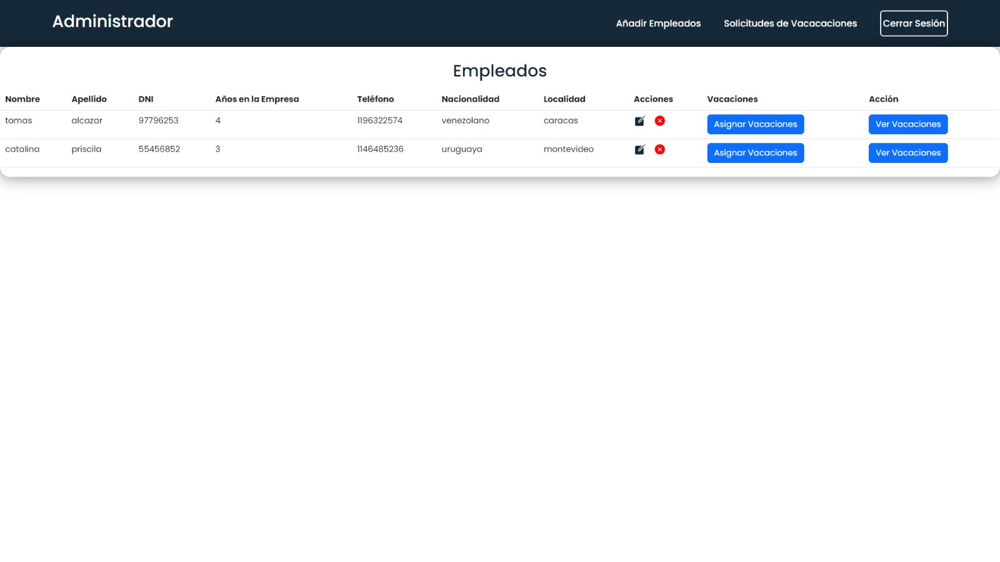 Administrador Añadir Empleados Solicitudes de Vacacaciones Cerrar Sesión
Empleados
Nombre Apellido DNI Años en la Empresa Teléfono Nacionalidad Localidad Acciones Vacaciones Acción
tomas alcazar 97796253 4 1196322574 venezolano caracas Asignar Vacaciones Ver Vacaciones
catalina priscila 55456852 3 1146485236 uruguaya montevideo Asignar Vacaciones Ver Vacaciones